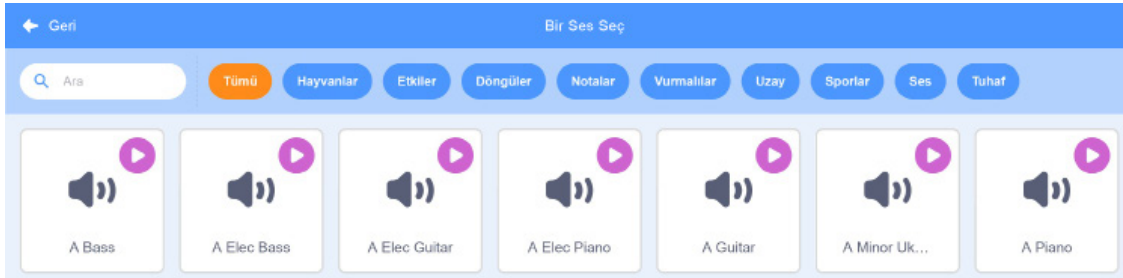 Geri Bir Ses Seç
Ara Tümü Hayvanlar Etkiler Döngüler Notalar Vurmalılar Uzay Sporlar Ses Tuhaf
A Bass A Elec Bass A Elec Guitar A Elec Piano A Guitar A Minor Uk... A Piano